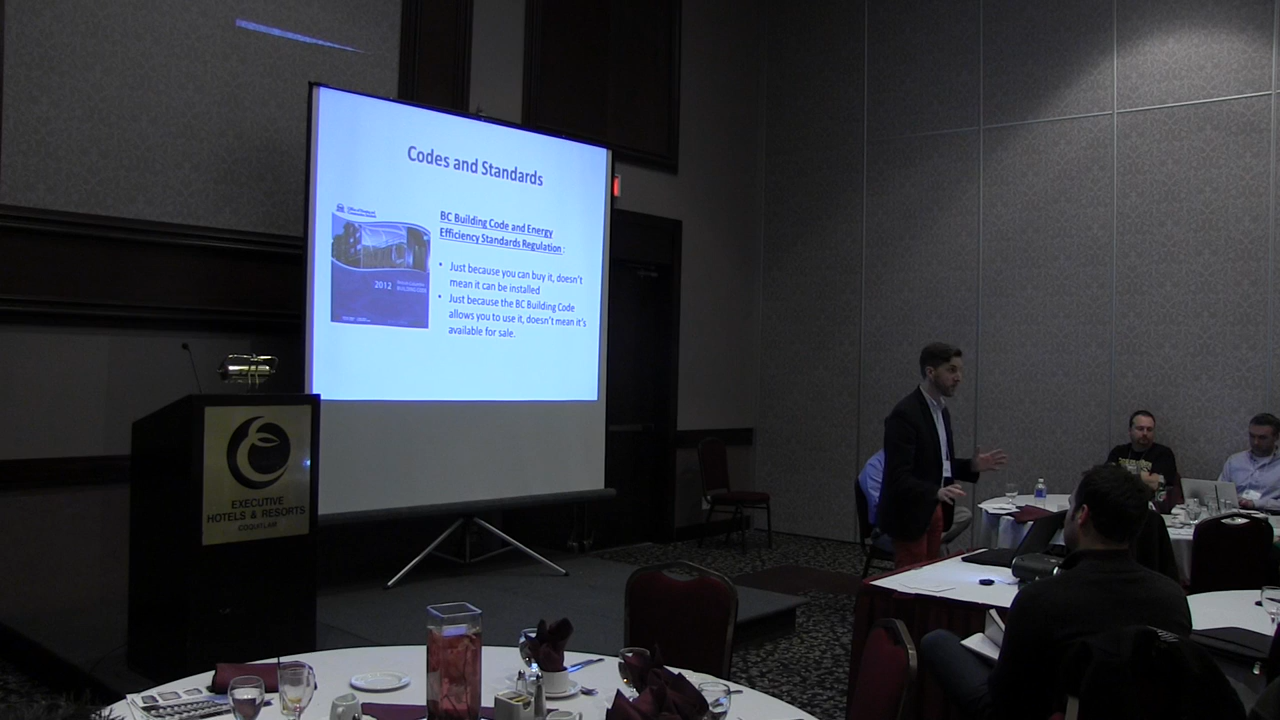 Codes and Standards
BC Building Code and Energy
Efficiency Standards Regulation :
• Just because you can buy it, doesn't
mean it can be installed
• Just because the BC Building Code
allows you to use it, doesn't mean it's
available for sale.
2012
BUILDING CODE
EXECUTIVE
HOTELS & RESORTS
COQUITLAM